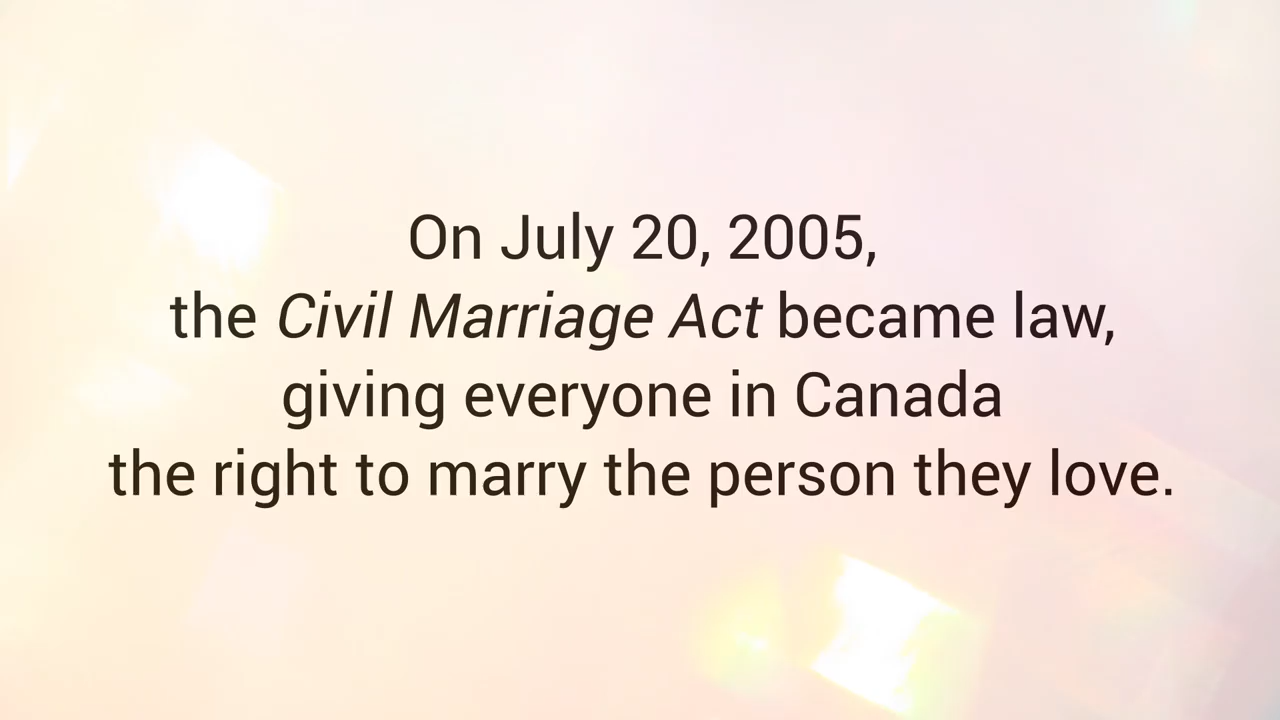 On July 20, 2005,
the Civil Marriage Act became law,
giving everyone in Canada
the right to marry the person they love.